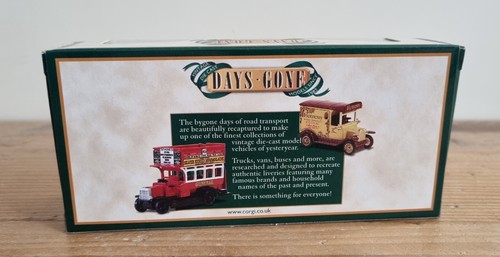 DAYS·GONE
The bygone days of road transport
are beautifully recaptured to make
up one of the finest collections of
vintage die-cast model
vehicles of yesteryear.
Trucks, vans, buses and more, are
researched and designed to recreate
authentic liveries featuring many
famous brands and household
names of the past and present.
There is something for everyone!
www.corgi.co.uk